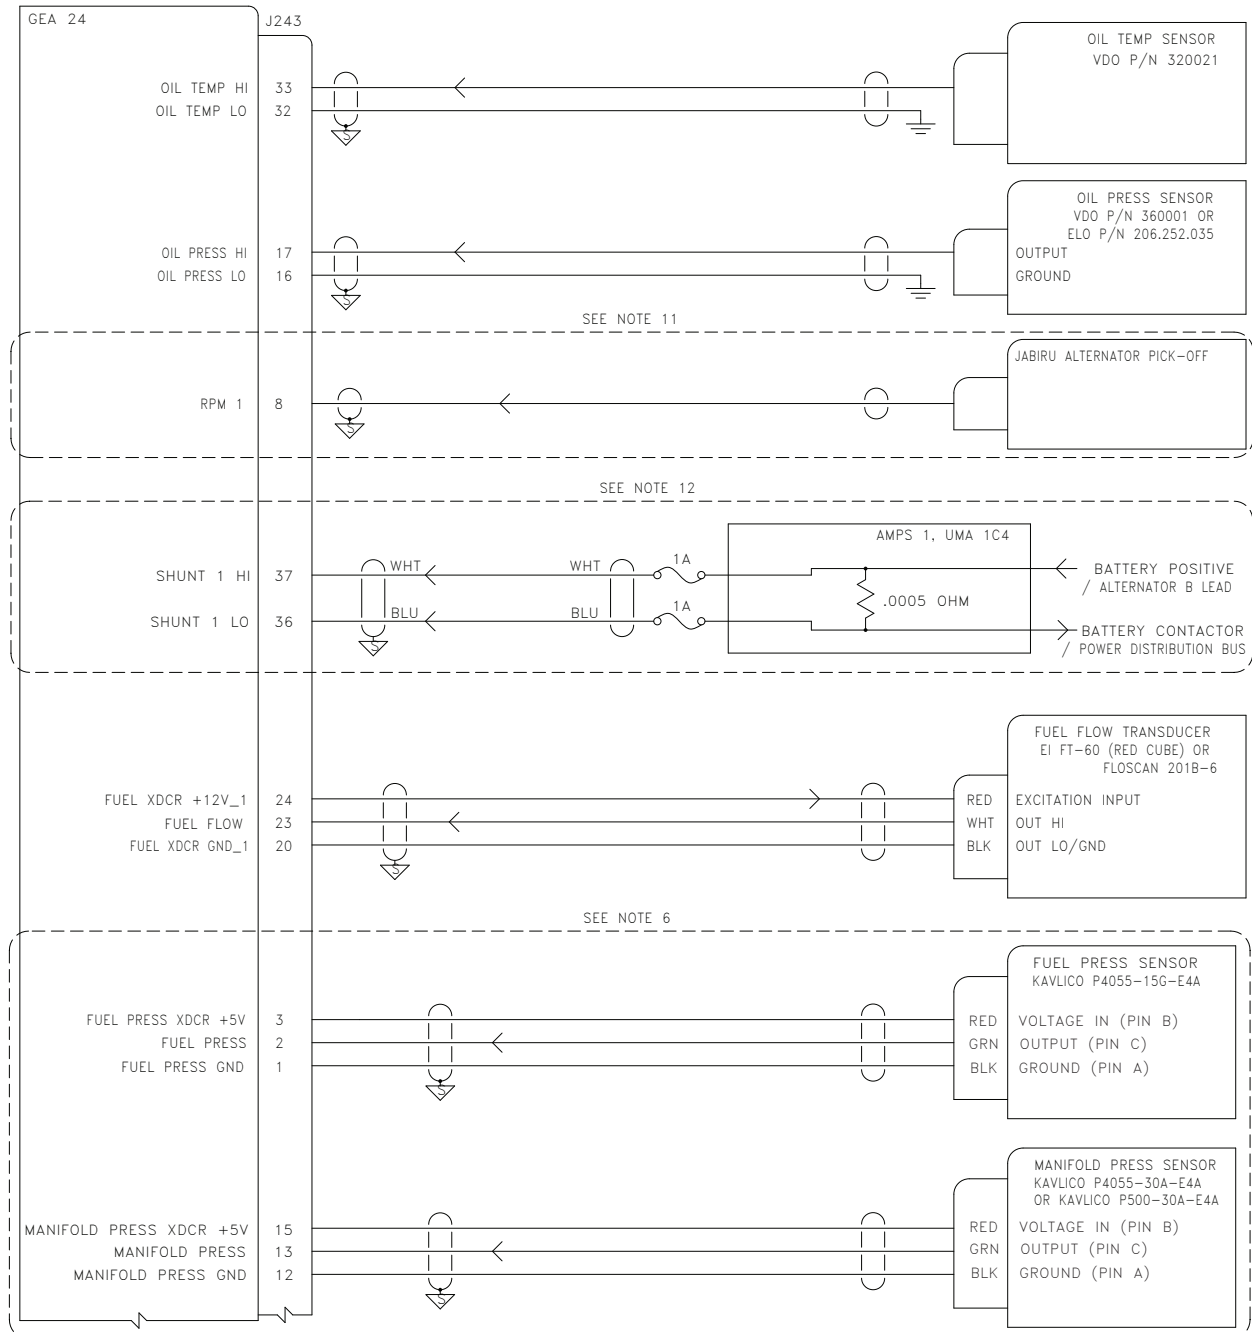 GEA 24
J243
OIL TEMP SENSOR
VDO P/N 320021
OIL TEMP HI 33
OIL TEMP LO 32
S
OIL PRESS SENSOR
VDO P/N 360001 OR
ELO P/N 206.252.035
OIL PRESS HI 17 OUTPUT
OIL PRESS LO 16 GROUND
S
SEE NOTE 11
JABIRU ALTERNATOR PICK-OFF
RPM 1 8
S
SEE NOTE 12
AMPS 1, UMA 1C4
SHUNT 1 HI 37 WHT WHT 1A BATTERY POSITIVE
/ ALTERNATOR B LEAD
.0005 OHM
SHUNT 1 LO 36 BLU BLU 1A BATTERY CONTACTOR
/ POWER DISTRIBUTION BUS
S
FUEL FLOW TRANSDUCER
EI FT-60 (RED CUBE) OR
FLOSCAN 201B-6
FUEL XDCR +12V_1 24 RED EXCITATION INPUT
FUEL FLOW 23 WHT OUT HI
FUEL XDCR GND_1 20 BLK OUT LO/GND
S
SEE NOTE 6
FUEL PRESS SENSOR
KAVLICO P4055-15G-E4A
FUEL PRESS XDCR +5V 3 RED VOLTAGE IN (PIN B)
FUEL PRESS 2 GRN OUTPUT (PIN C)
FUEL PRESS GND 1 BLK GROUND (PIN A)
S
MANIFOLD PRESS SENSOR
KAVLICO P4055-30A-E4A
OR KAVLICO P500-30A-E4A
MANIFOLD PRESS XDCR +5V 15 RED VOLTAGE IN (PIN B)
MANIFOLD PRESS 13 GRN OUTPUT (PIN C)
MANIFOLD PRESS GND 12 BLK GROUND (PIN A)
S